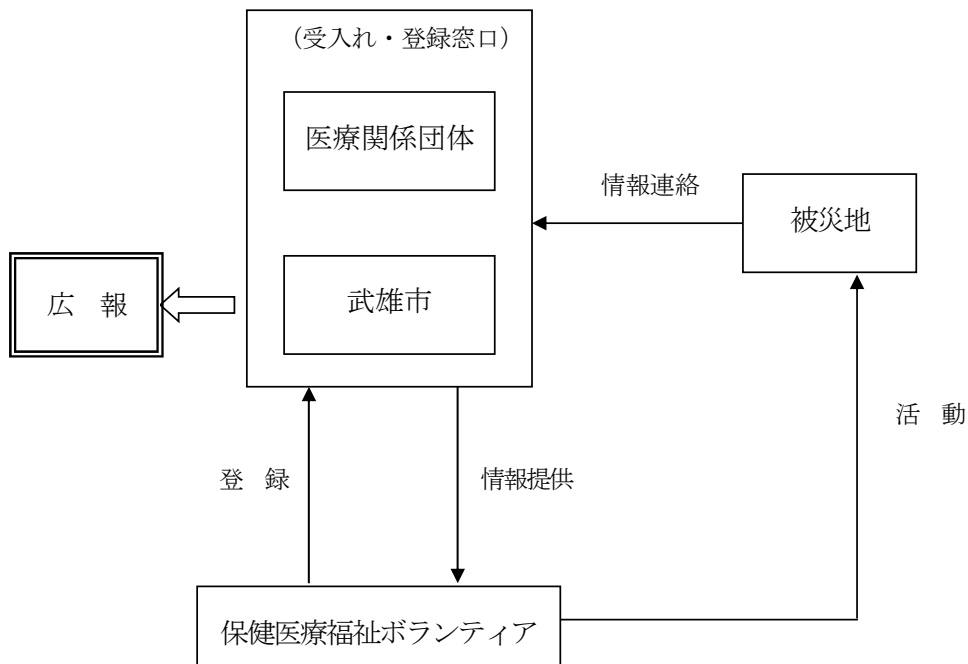 （受入れ・登録窓口）
医療関係団体
情報連絡
被災地
武雄市
広　報
活　動
登　録
情報提供
保健医療福祉ボランティア